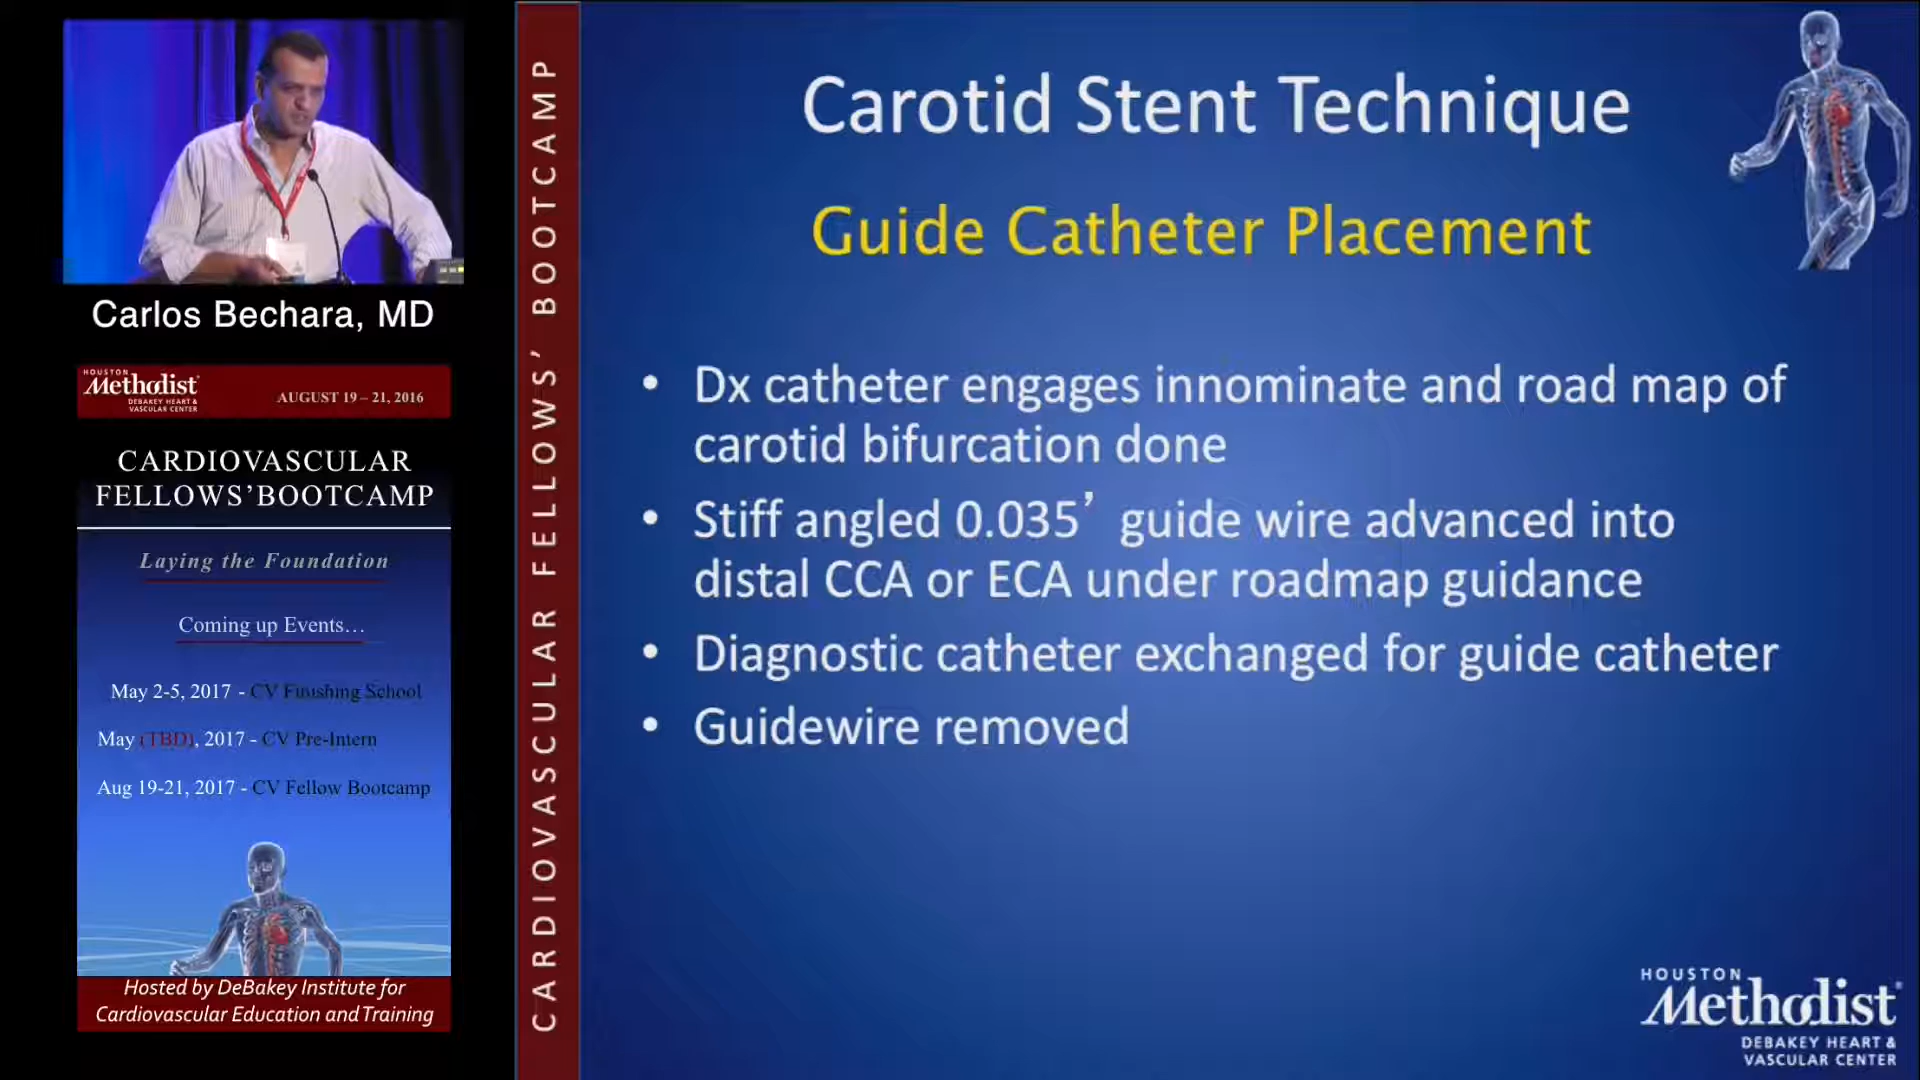 Carlos Bechara, MD
HOUSTON
Methodist
DEBAKEY HEART &
VASCULAR CENTER
AUGUST 19 – 21, 2016
CARDIOVASCULAR
FELLOWS’BOOTCAMP
Laying the Foundation
Coming up Events…
May 2-5, 2017 - CV Finishing School
May (TBD), 2017 - CV Pre-Intern
Aug 19-21, 2017 - CV Fellow Bootcamp
Hosted by DeBakey Institute for
Cardiovascular Education and Training
CARDIOVASCULAR FELLOWS’ BOOTCAMP
Carotid Stent Technique
Guide Catheter Placement
• Dx catheter engages innominate and road map of
carotid bifurcation done
• Stiff angled 0.035’ guide wire advanced into
distal CCA or ECA under roadmap guidance
• Diagnostic catheter exchanged for guide catheter
• Guidewire removed
HOUSTON
Methodist
DEBAKEY HEART &
VASCULAR CENTER